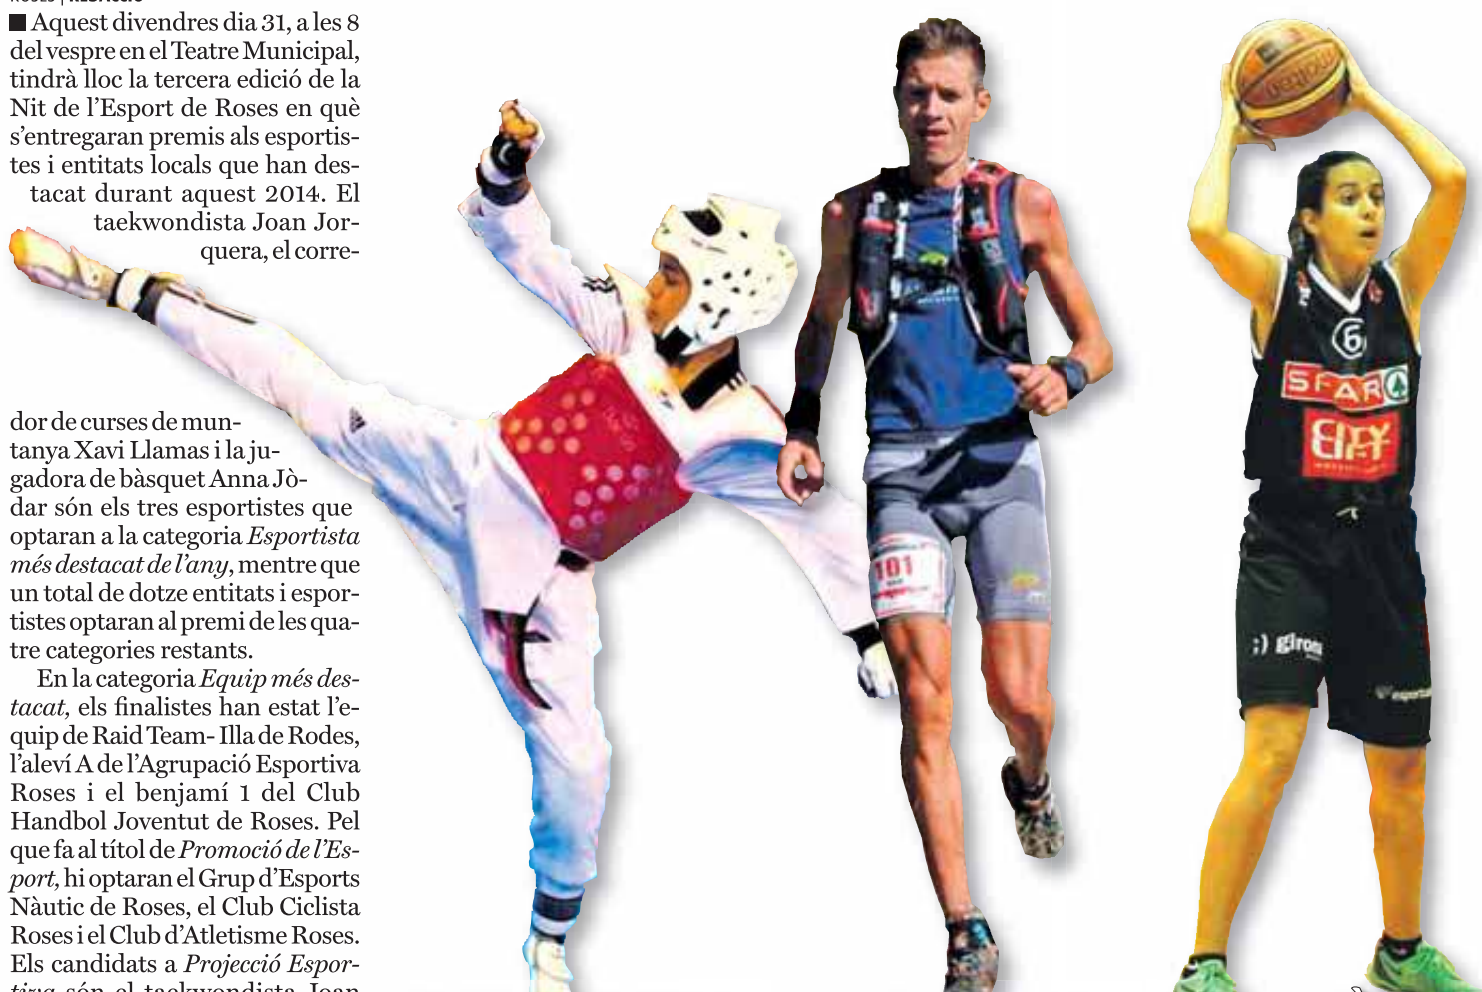 ROSES | REDACCIÓ
■ Aquest divendres dia 31, a les 8
del vespre en el Teatre Municipal,
tindrà lloc la tercera edició de la
Nit de l'Esport de Roses en què
s'entregaran premis als esportis-
tes i entitats locals que han des-
tacat durant aquest 2014. El
taekwondista Joan Jor-
quera, el corre-
dor de curses de mun-
tanya Xavi Llamas i la ju-
gadora de bàsquet Anna Jò-
dar són els tres esportistes que
optaran a la categoria Esportista
més destacat de l'any, mentre que
un total de dotze entitats i espor-
tistes optaran al premi de les qua-
tre categories restants.
En la categoria Equip més des-
tacat, els finalistes han estat l'e-
quip de Raid Team- Illa de Rodes,
l'aleví A de l'Agrupació Esportiva
Roses i el benjamí 1 del Club
Handbol Joventut de Roses. Pel
que fa al títol de Promoció de l'Es-
port, hi optaran el Grup d'Esports
Nàutic de Roses, el Club Ciclista
Roses i el Club d'Atletisme Roses.
Els candidats a Projecció Espor-
tiva són el taekwondista Joan
101
6
SPAR
;) girona